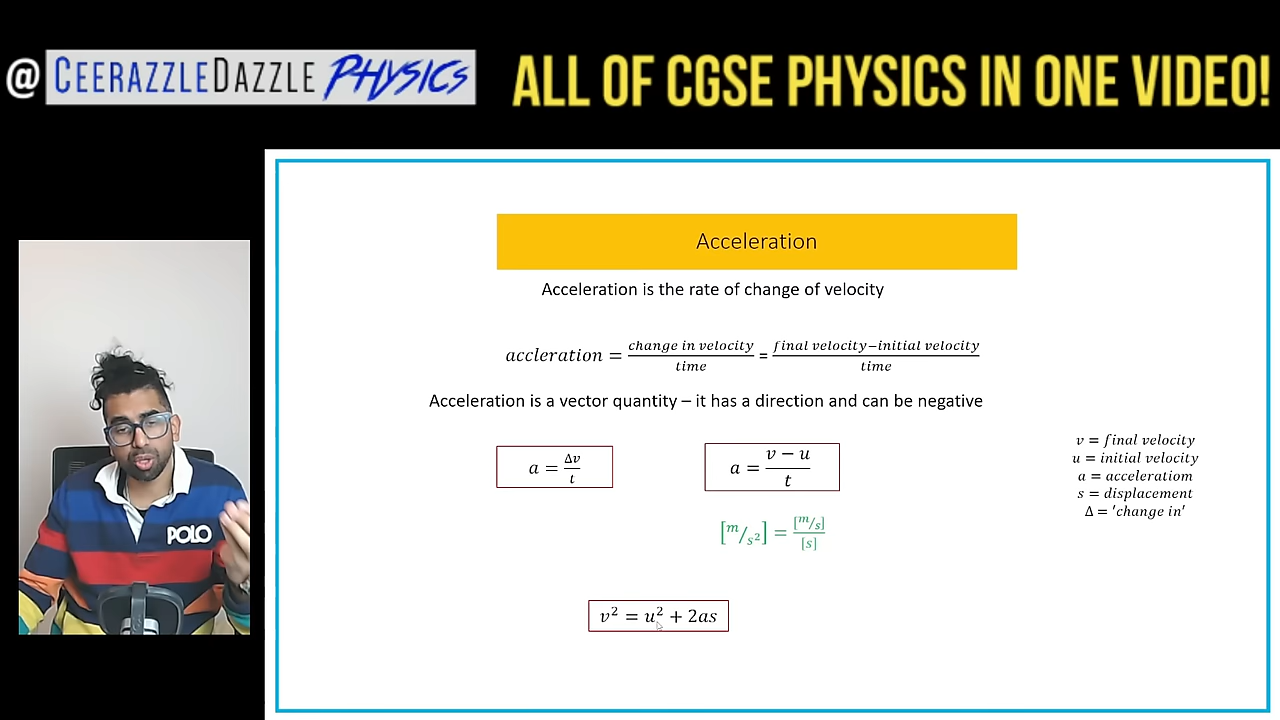 @ CEERAZZLEDAZZLE PHYSICS
ALL OF CGSE PHYSICS IN ONE VIDEO!
Acceleration
Acceleration is the rate of change of velocity
accleration = change in velocity / time = final velocity−initial velocity / time
Acceleration is a vector quantity – it has a direction and can be negative
a = Δv / t
a = v − u / t
[m/s²] = [m/s] / [s]
v² = u² + 2as
v = final velocity
u = initial velocity
a = acceleratiom
s = displacement
Δ = 'change in'
POLO